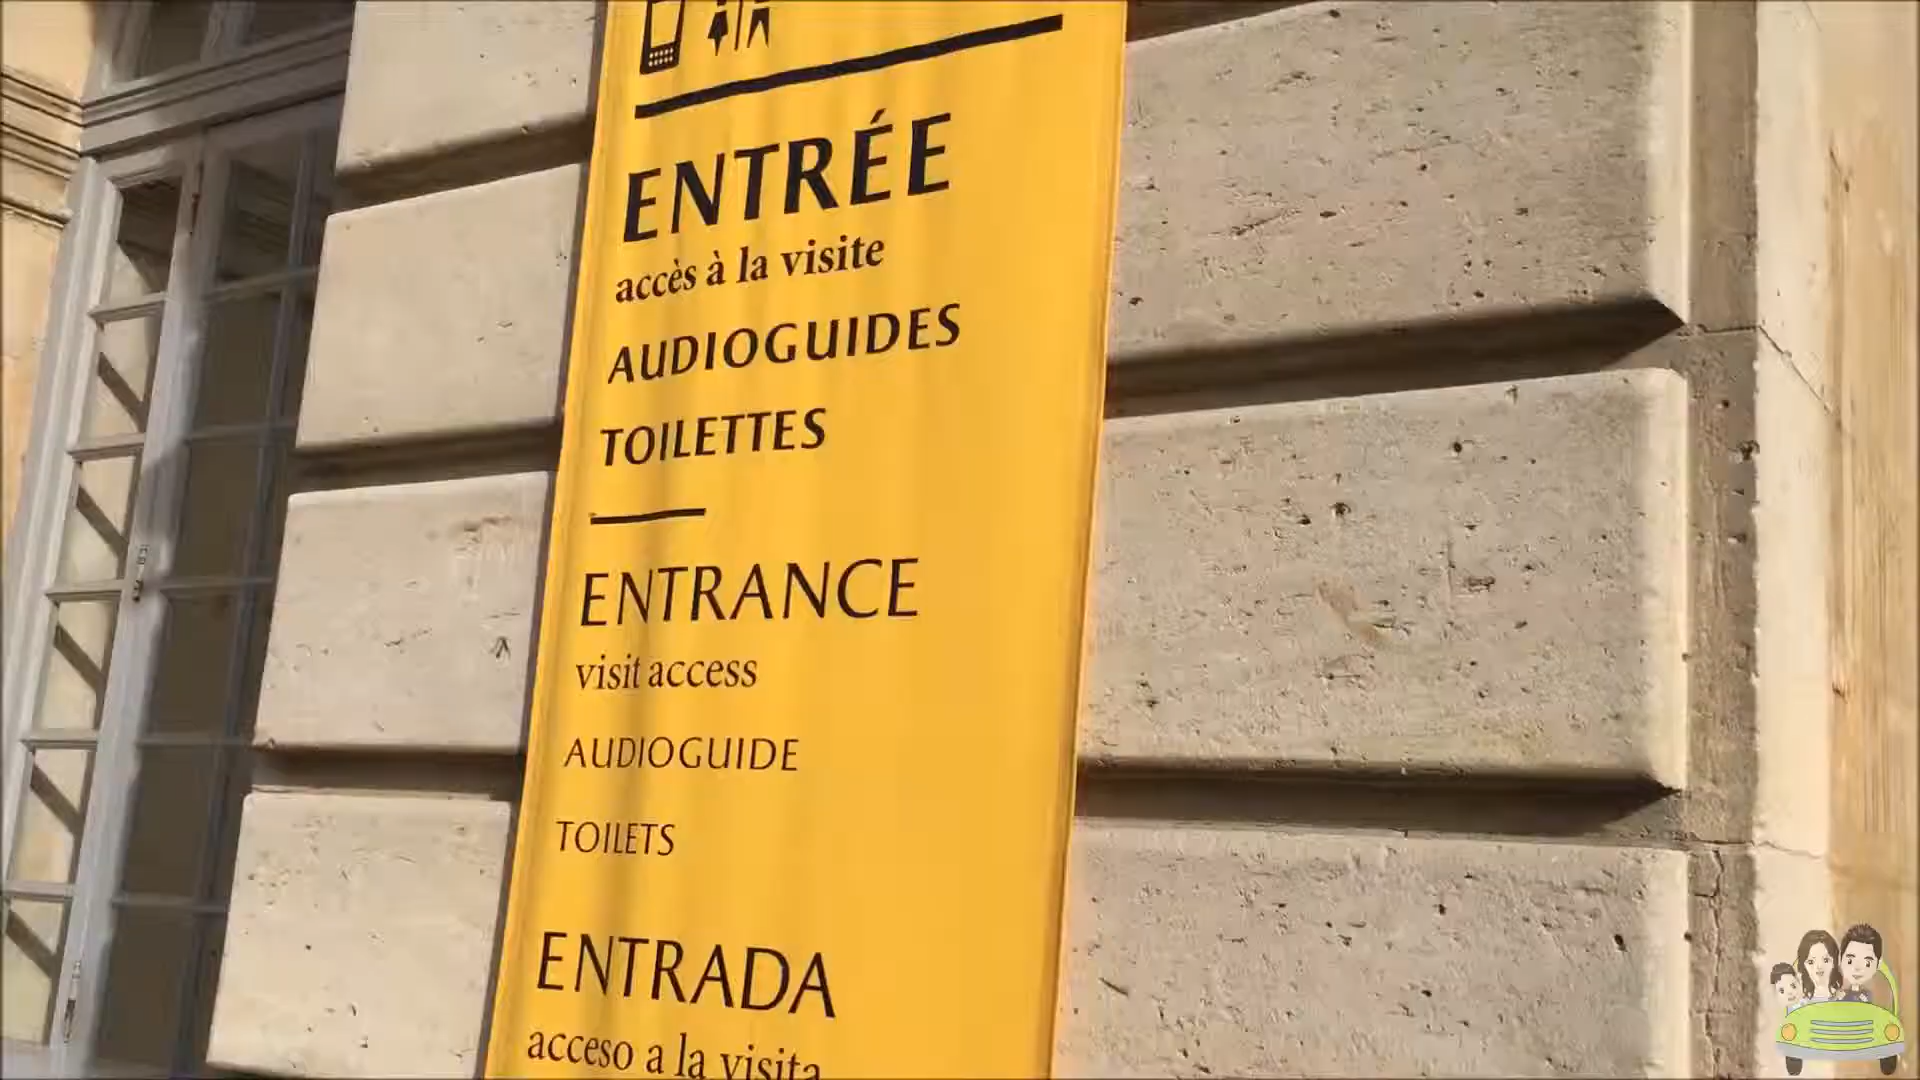 ENTRÉE
accès à la visite
AUDIOGUIDES
TOILETTES
ENTRANCE
visit access
AUDIOGUIDE
TOILETS
ENTRADA
acceso a la visita